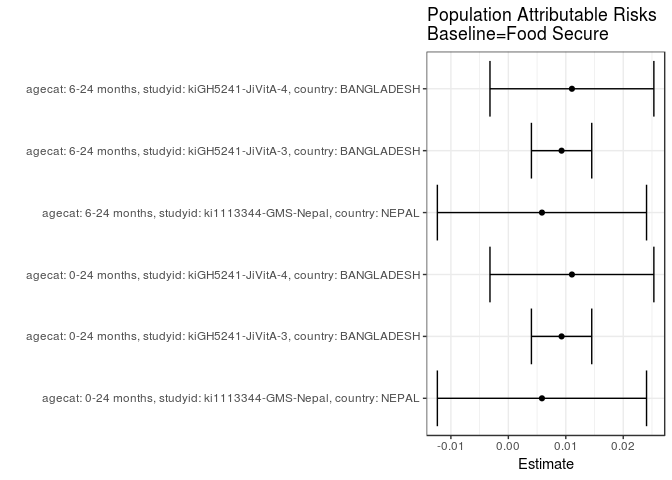 Population Attributable Risks
Baseline=Food Secure
agecat: 6-24 months, studyid: kiGH5241-JiVitA-4, country: BANGLADESH
agecat: 6-24 months, studyid: kiGH5241-JiVitA-3, country: BANGLADESH
agecat: 6-24 months, studyid: ki1113344-GMS-Nepal, country: NEPAL
agecat: 0-24 months, studyid: kiGH5241-JiVitA-4, country: BANGLADESH
agecat: 0-24 months, studyid: kiGH5241-JiVitA-3, country: BANGLADESH
agecat: 0-24 months, studyid: ki1113344-GMS-Nepal, country: NEPAL
-0.01 0.00 0.01 0.02
Estimate